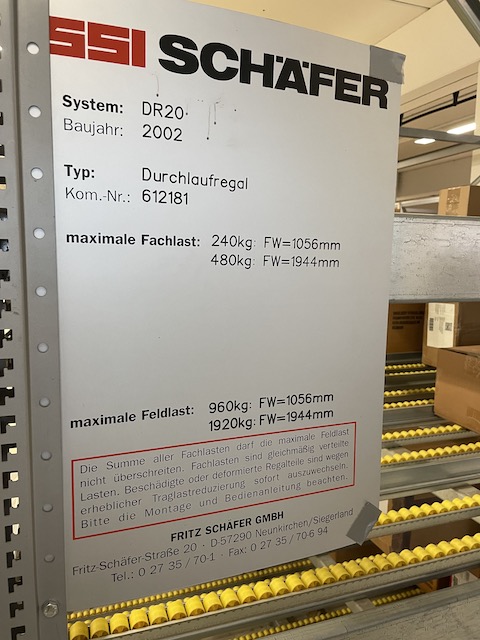 SSI SCHÄFER
System: DR20
Baujahr: 2002
Typ: Durchlaufregal
Kom.-Nr.: 612181
maximale Fachlast: 240kg: FW=1056mm
480kg: FW=1944mm
maximale Feldlast: 960kg: FW=1056mm
1920kg: FW=1944mm
Die Summe aller Fachlasten darf die maximale Feldlast
nicht überschreiten. Fachlasten sind gleichmäßig verteilte
Lasten. Beschädigte oder deformierte Regalteile sind wegen
erheblicher Traglastreduzierung sofort auszuwechseln.
Bitte die Montage und Bedienanleitung beachten.
FRITZ SCHÄFER GMBH
Fritz-Schäfer-Straße 20 · D-57290 Neunkirchen/Siegerland
Tel.: 0 27 35 / 70-1 · Fax: 0 27 35 / 70-6 94